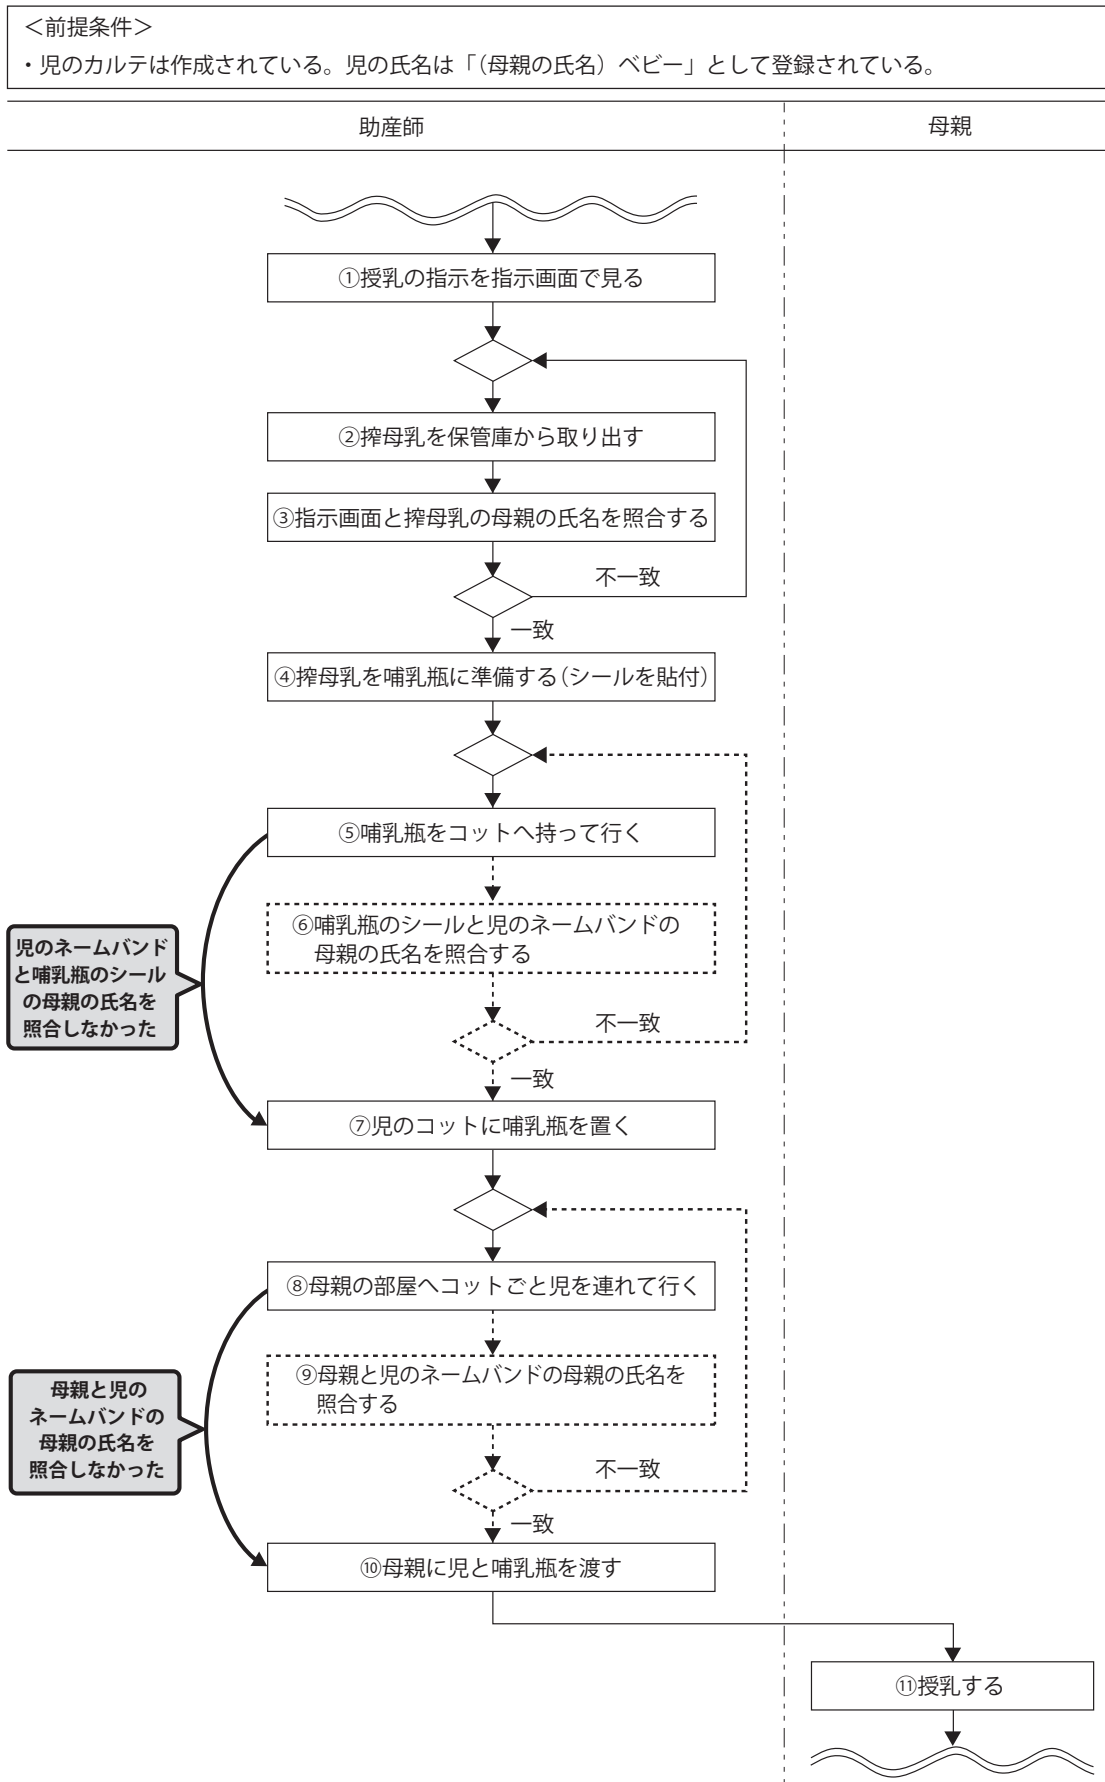 <前提条件>
・児のカルテは作成されている。児の氏名は「（母親の氏名）ベビー」として登録されている。
助産師
母親
①授乳の指示を指示画面で見る
②搾母乳を保管庫から取り出す
③指示画面と搾母乳の母親の氏名を照合する
不一致
一致
④搾母乳を哺乳瓶に準備する（シールを貼付）
⑤哺乳瓶をコットへ持って行く
⑥哺乳瓶のシールと児のネームバンドの
母親の氏名を照合する
児のネームバンド
と哺乳瓶のシール
の母親の氏名を
照合しなかった
不一致
一致
⑦児のコットに哺乳瓶を置く
⑧母親の部屋へコットごと児を連れて行く
⑨母親と児のネームバンドの母親の氏名を
照合する
母親と児の
ネームバンドの
母親の氏名を
照合しなかった
不一致
一致
⑩母親に児と哺乳瓶を渡す
⑪授乳する